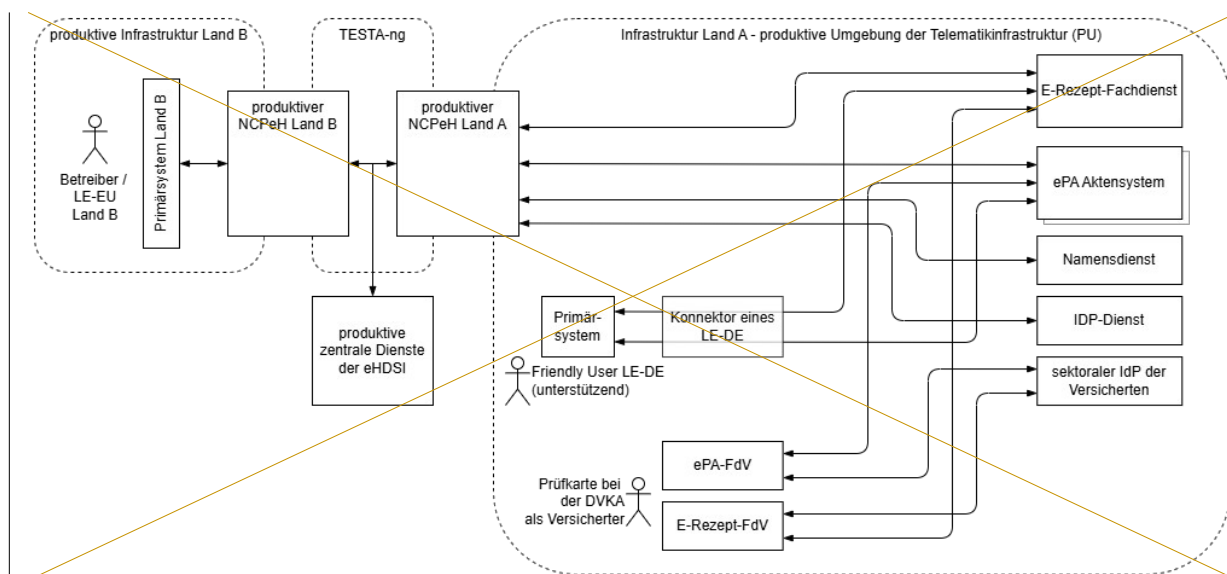 produktive Infrastruktur Land B
TESTA-ng
Infrastruktur Land A - produktive Umgebung der Telematikinfrastruktur (PU)
Betreiber /
LE-EU
Land B
Primärsystem Land B
produktiver
NCPeH Land B
produktiver
NCPeH Land A
E-Rezept-Fachdienst
ePA Aktensystem
Namensdienst
IDP-Dienst
sektoraler IdP der
Versicherten
produktive
zentrale Dienste
der eHDSI
Primär-
system
Konnektor eines
LE-DE
Friendly User LE-DE
(unterstützend)
ePA-FdV
Prüfkarte bei
der DVKA
als Versicherter
E-Rezept-FdV